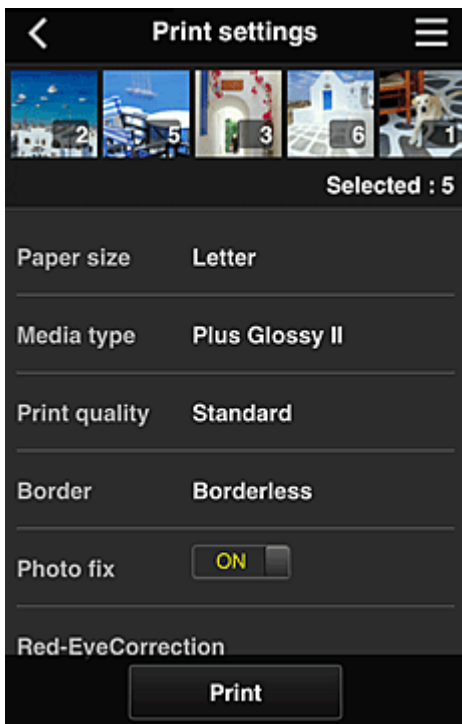 Print settings
2 5 3 6 1
Selected : 5
Paper size Letter
Media type Plus Glossy II
Print quality Standard
Border Borderless
Photo fix ON
Red-EyeCorrection
Print